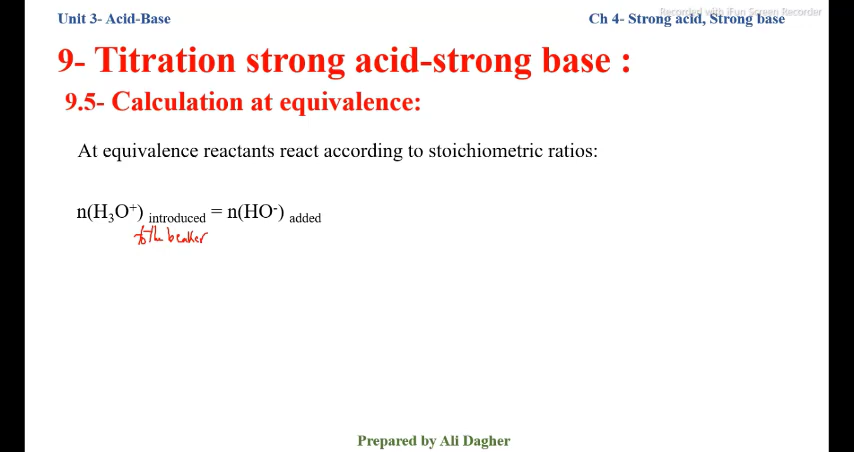 Recorded with iFun Screen Recorder
Unit 3- Acid-Base
Ch 4- Strong acid, Strong base
9- Titration strong acid-strong base :
9.5- Calculation at equivalence:
At equivalence reactants react according to stoichiometric ratios:
n(H₃O⁺) introduced = n(HO⁻) added
to the beaker
Prepared by Ali Dagher